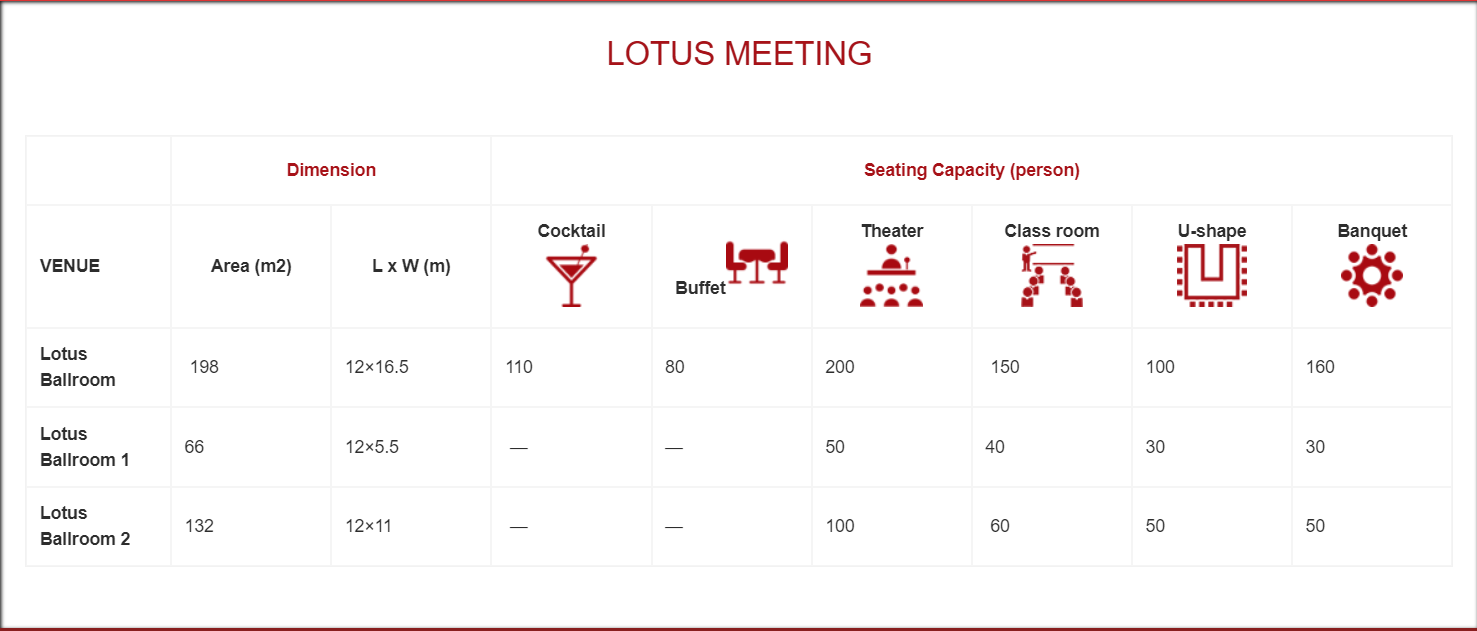 LOTUS MEETING
Dimension
Seating Capacity (person)
VENUE
Area (m2)
L x W (m)
Cocktail
Buffet
Theater
Class room
U-shape
Banquet
Lotus
Ballroom
198
12×16.5
110
80
200
150
100
160
Lotus
Ballroom 1
66
12×5.5
—
—
50
40
30
30
Lotus
Ballroom 2
132
12×11
—
—
100
60
50
50